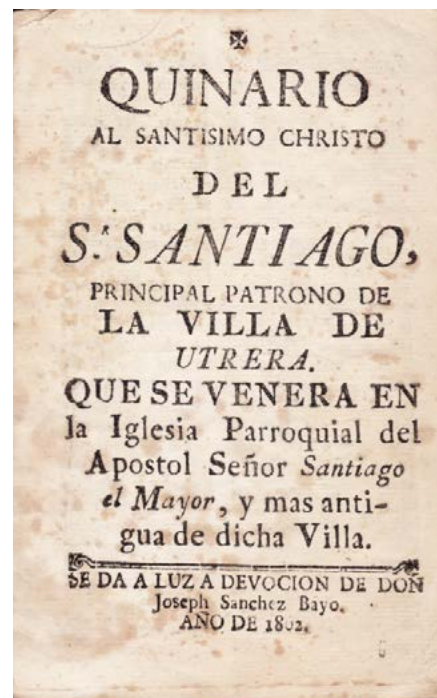 ✠
QUINARIO
AL SANTISIMO CHRISTO
DEL
S.ʳ SANTIAGO,
PRINCIPAL PATRONO DE
LA VILLA DE
UTRERA.
QUE SE VENERA EN
la Iglesia Parroquial del
Apostol Señor Santiago
el Mayor, y mas anti-
gua de dicha Villa.
SE DA A LUZ A DEVOCION DE DOÑ
Joseph Sanchez Bayo.
AÑO DE 1802.